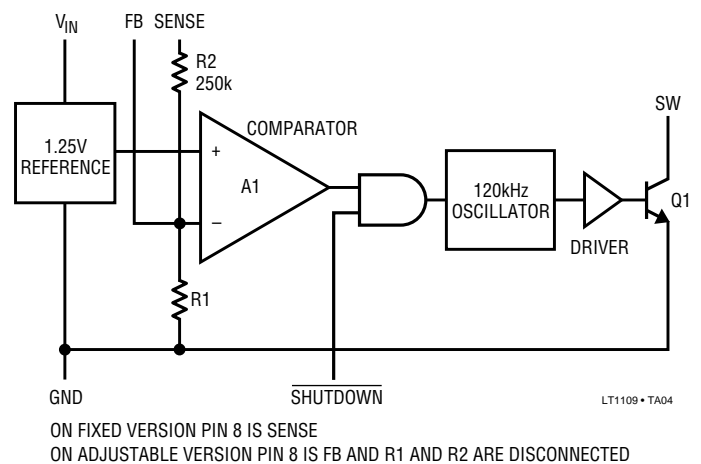 V_IN FB SENSE
R2
250k
SW
COMPARATOR
1.25V
REFERENCE
+
A1
120kHz
OSCILLATOR
Q1
–
DRIVER
R1
GND
SHUTDOWN
LT1109 • TA04
ON FIXED VERSION PIN 8 IS SENSE
ON ADJUSTABLE VERSION PIN 8 IS FB AND R1 AND R2 ARE DISCONNECTED